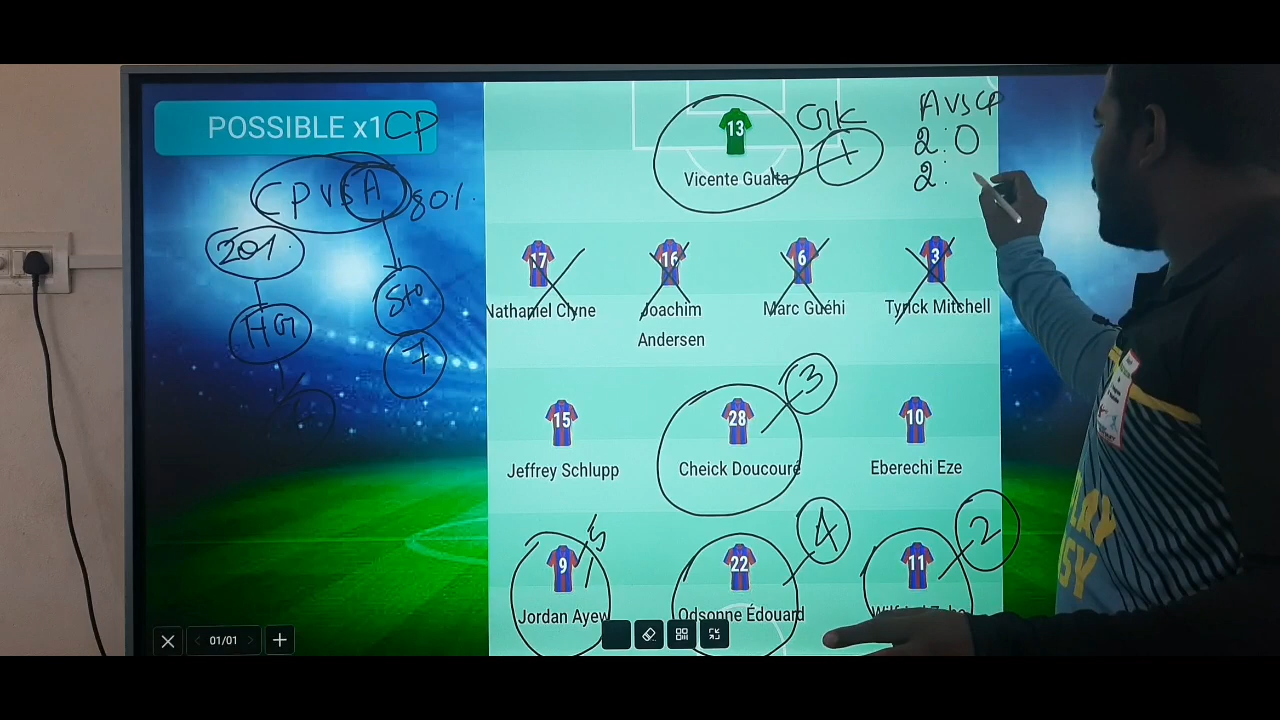 POSSIBLE x1 CP
CP VS A 80%
20%
HG
7
13
Vicente Guaita
GK
1
A VS CP
2:0
2:
17
Nathaniel Clyne
16
Joachim
Andersen
6
Marc Guéhi
3
Tyrick Mitchell
15
Jeffrey Schlupp
28
Cheick Doucouré
3
10
Eberechi Eze
9
Jordan Ayew
5
22
Odsonne Édouard
4
11
2
01/01